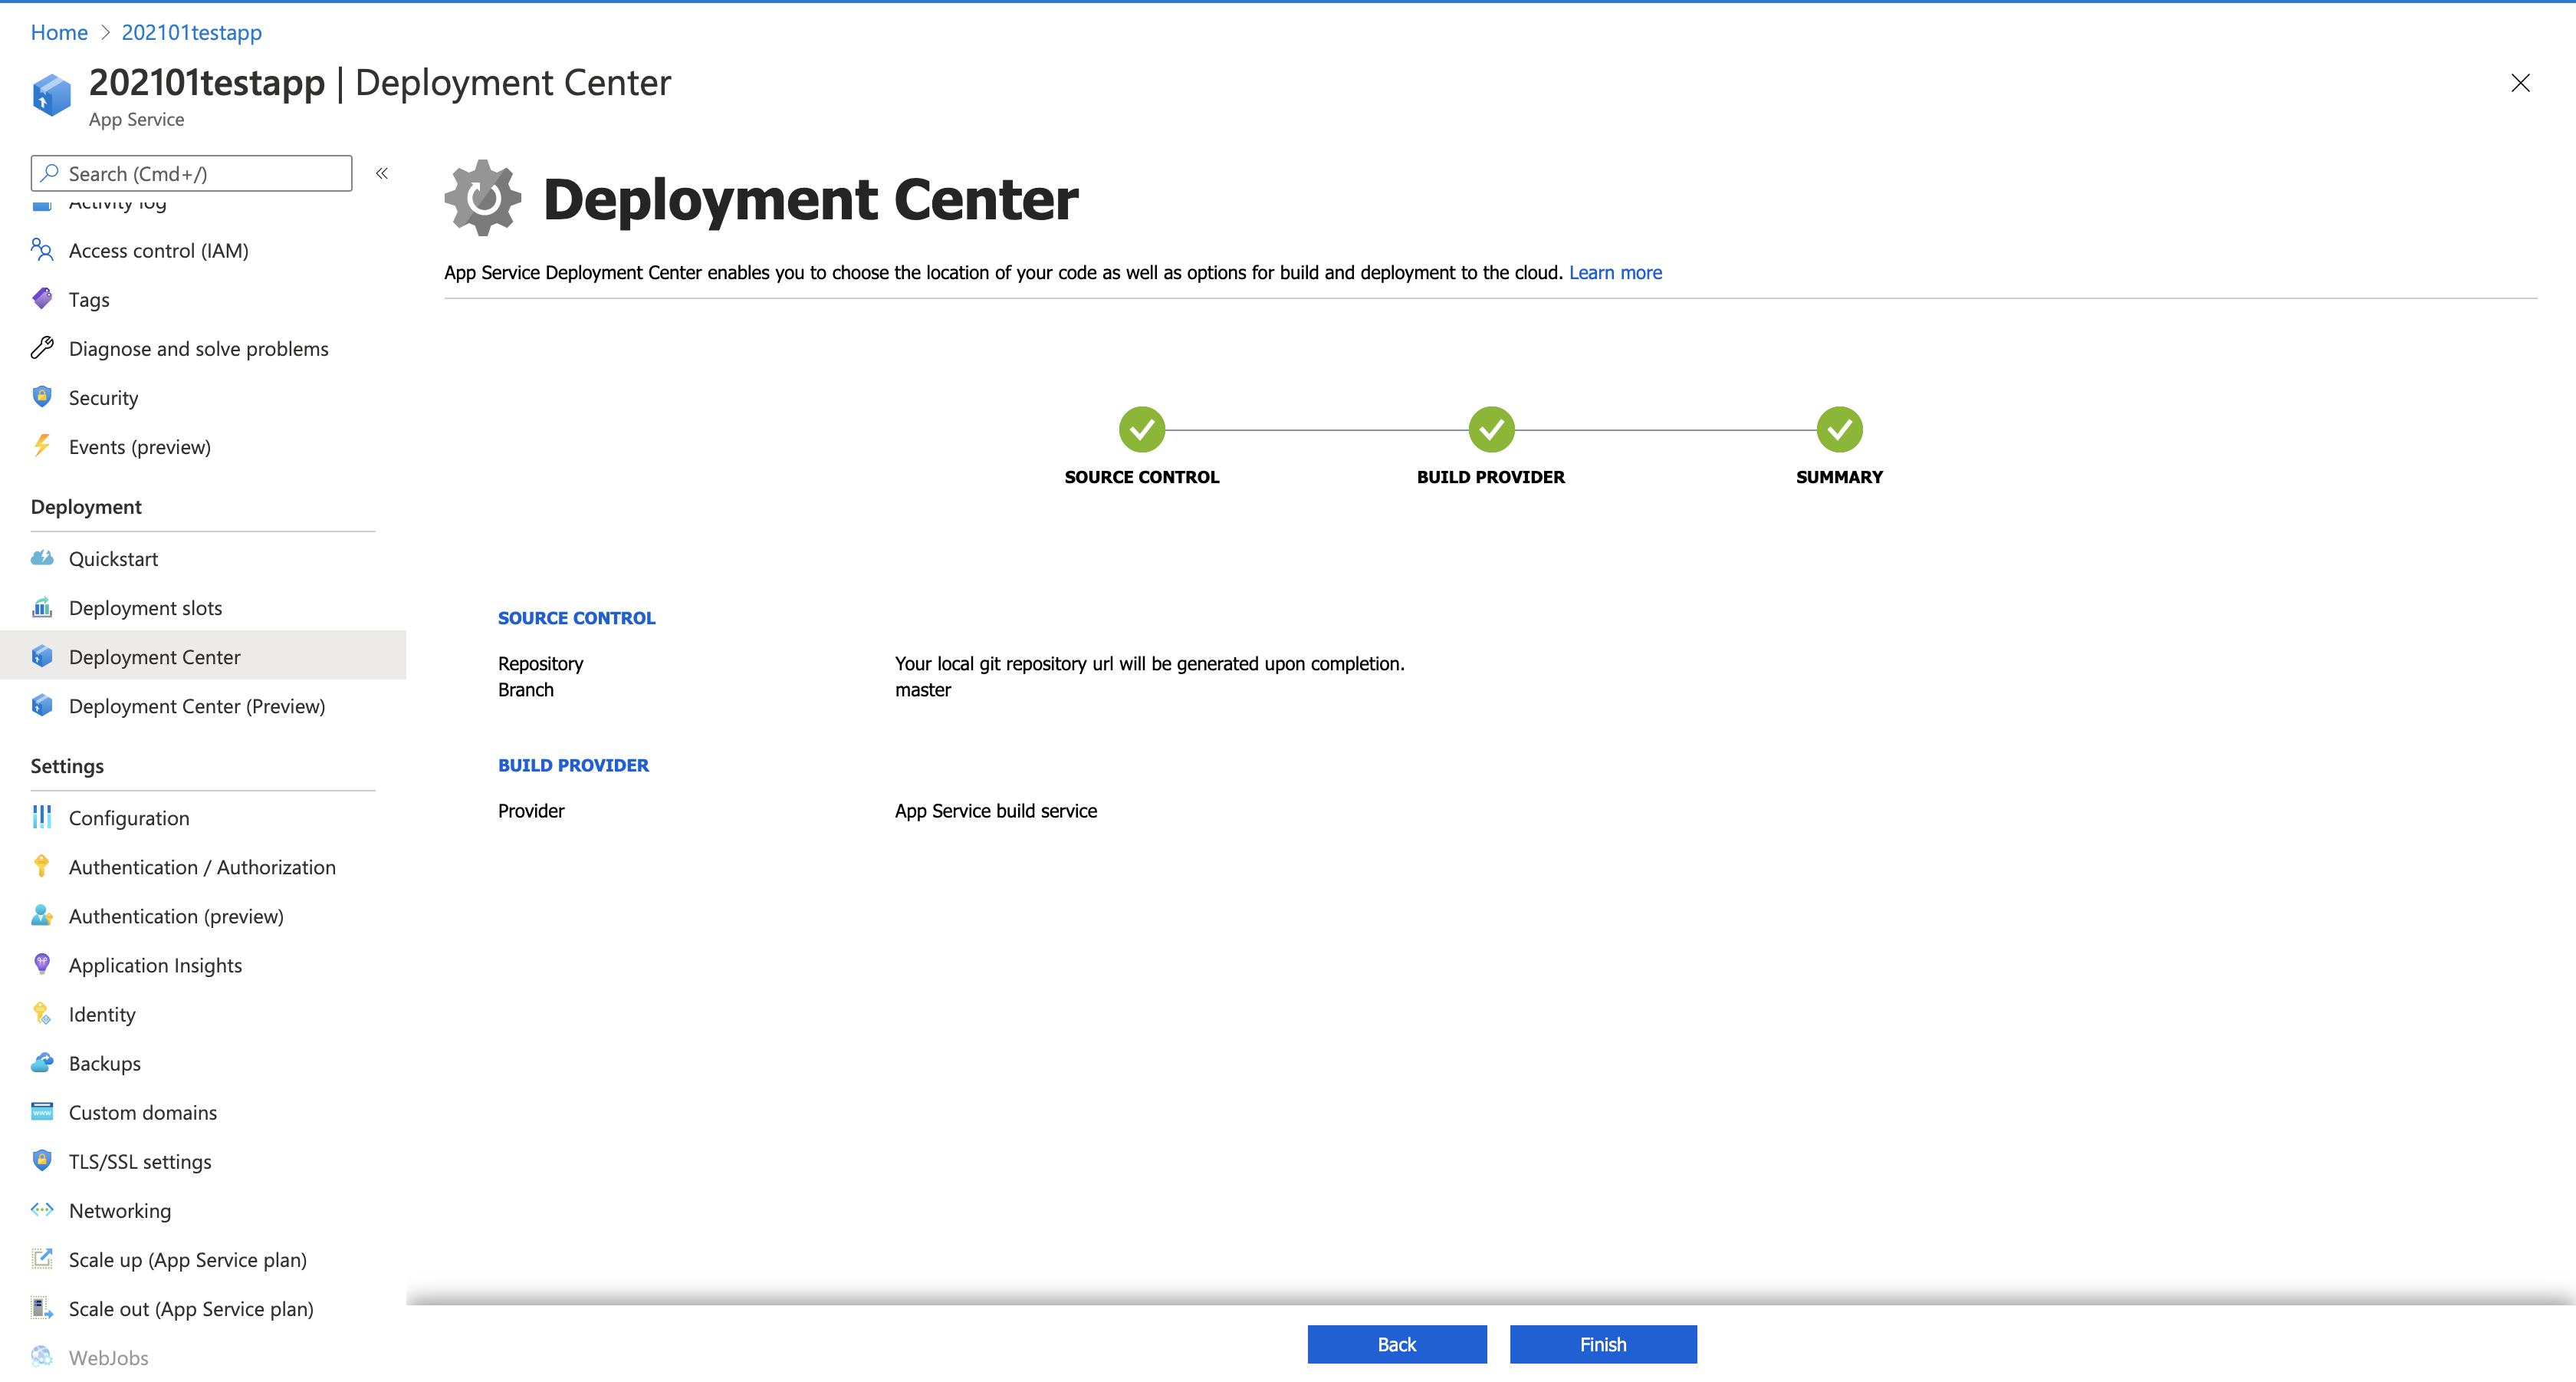 Home > 202101testapp
202101testapp | Deployment Center
App Service
Search (Cmd+/)
«
Activity log
Access control (IAM)
Tags
Diagnose and solve problems
Security
Events (preview)
Deployment
Quickstart
Deployment slots
Deployment Center
Deployment Center (Preview)
Settings
Configuration
Authentication / Authorization
Authentication (preview)
Application Insights
Identity
Backups
Custom domains
TLS/SSL settings
Networking
Scale up (App Service plan)
Scale out (App Service plan)
WebJobs
Deployment Center
App Service Deployment Center enables you to choose the location of your code as well as options for build and deployment to the cloud. Learn more
SOURCE CONTROL BUILD PROVIDER SUMMARY
SOURCE CONTROL
Repository Your local git repository url will be generated upon completion.
Branch master
BUILD PROVIDER
Provider App Service build service
Back Finish